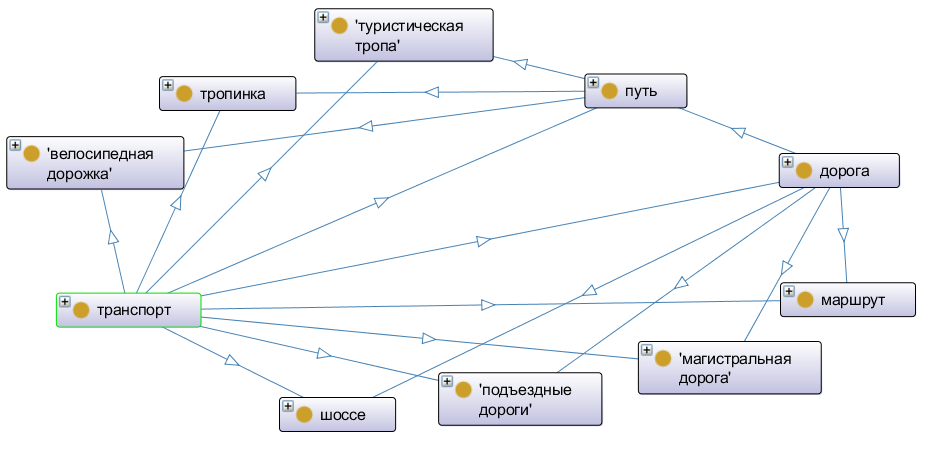 'туристическая
тропа'
тропинка
путь
'велосипедная
дорожка'
дорога
транспорт
маршрут
'магистральная
дорога'
'подъездные
дороги'
шоссе